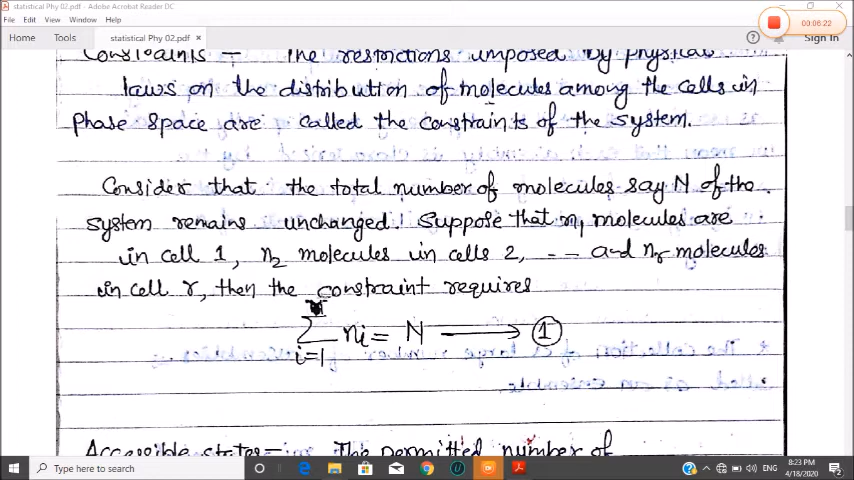 statistical Phy 02.pdf - Adobe Acrobat Reader DC
File Edit View Window Help
Home Tools statistical Phy 02.pdf × Sign In
00:08:22
Constraints – The restrictions imposed by physical
laws on the distribution of molecules among the cells in
Phase space are called the constraints of the system.
Consider that the total number of molecules say N of the
system remains unchanged. Suppose that n₁ molecules are
in cell 1, n₂ molecules in cells 2, --- and nᵣ molecules
in cell r, then the constraint requires
Σ ni = N ⟶ ①
i=1
Accessible states – The permitted number of
Type here to search
ENG
8:23 PM
4/18/2020